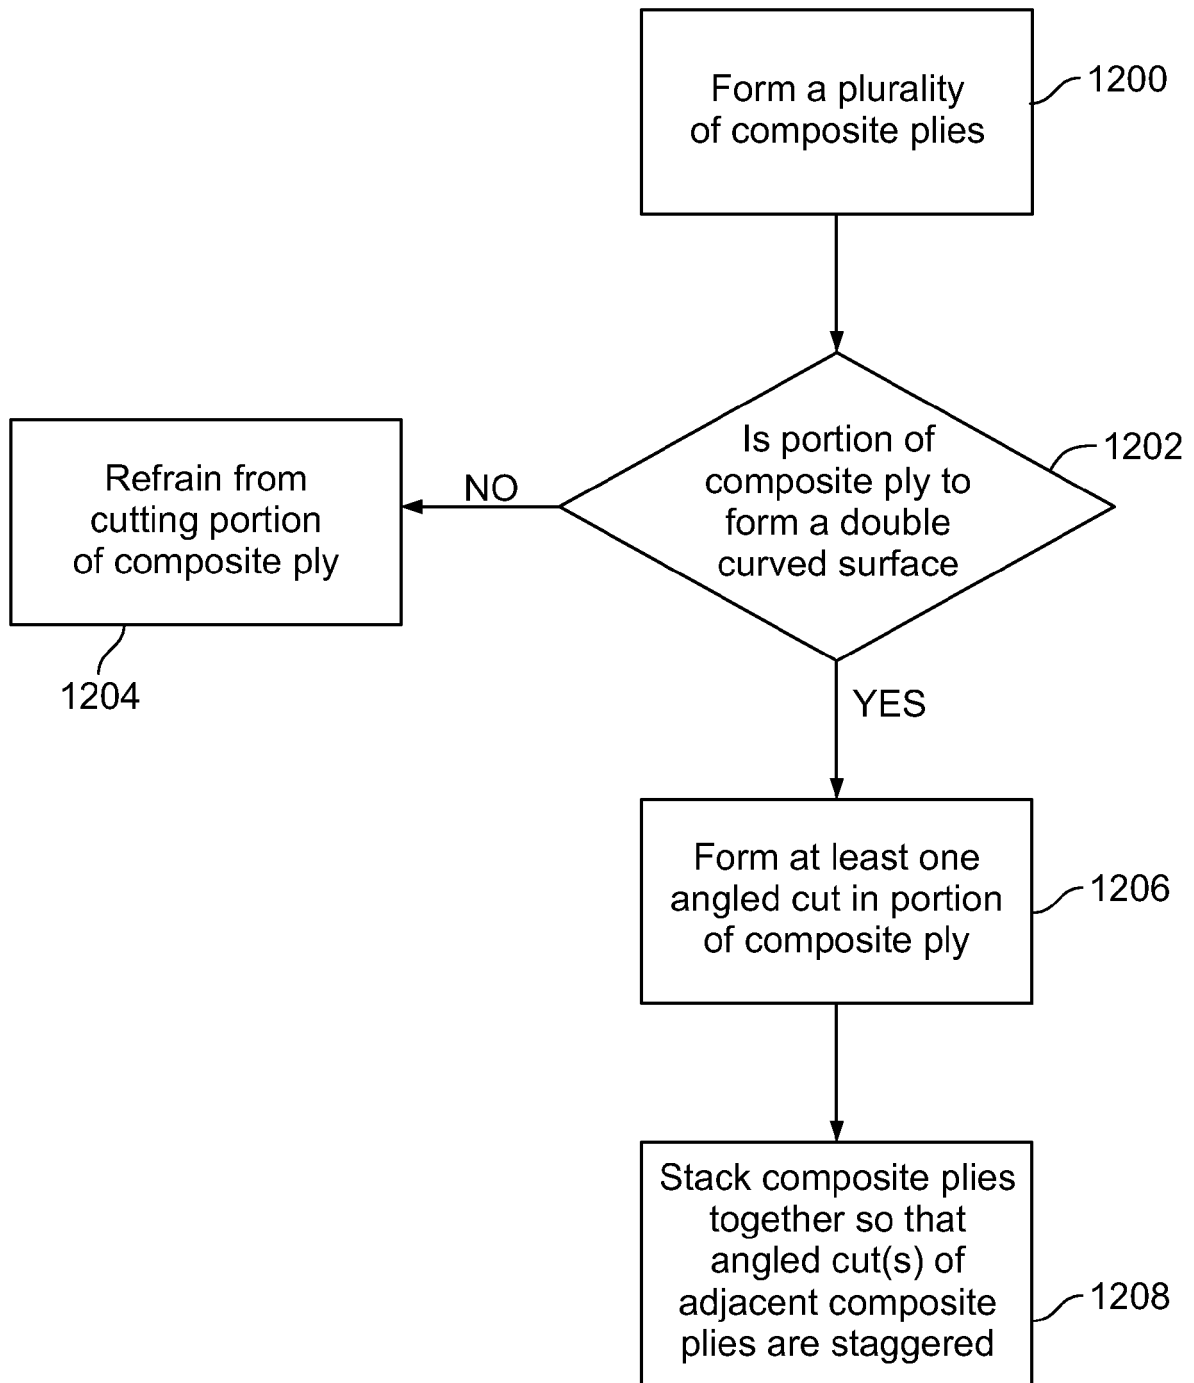 Form a plurality
of composite plies
1200
Is portion of
composite ply to
form a double
curved surface
1202
NO
Refrain from
cutting portion
of composite ply
1204
YES
Form at least one
angled cut in portion
of composite ply
1206
Stack composite plies
together so that
angled cut(s) of
adjacent composite
plies are staggered
1208